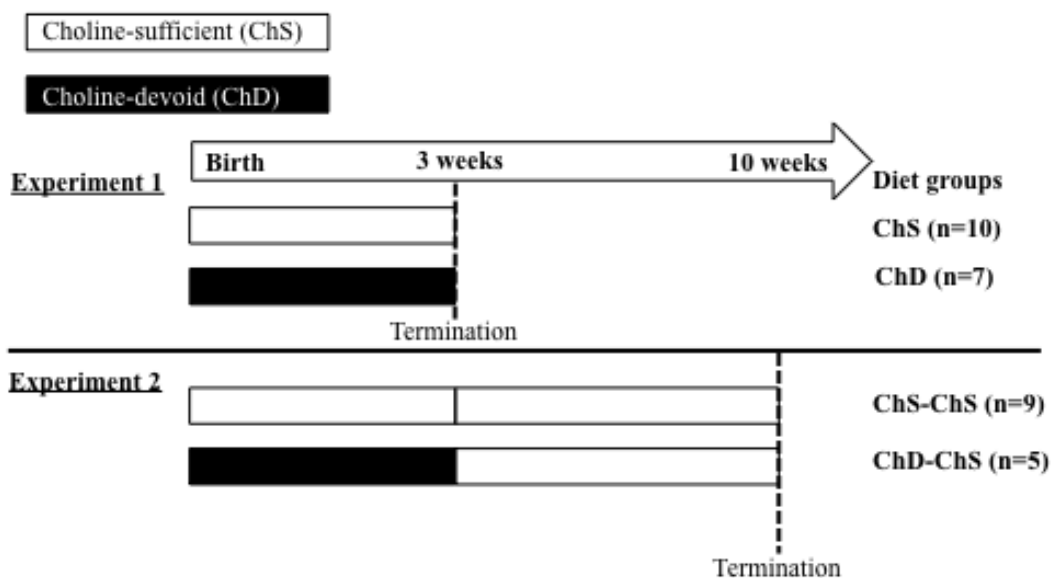 Choline-sufficient (ChS)
Choline-devoid (ChD)
Birth 3 weeks 10 weeks
Experiment 1
Diet groups
ChS (n=10)
ChD (n=7)
Termination
Experiment 2
ChS-ChS (n=9)
ChD-ChS (n=5)
Termination